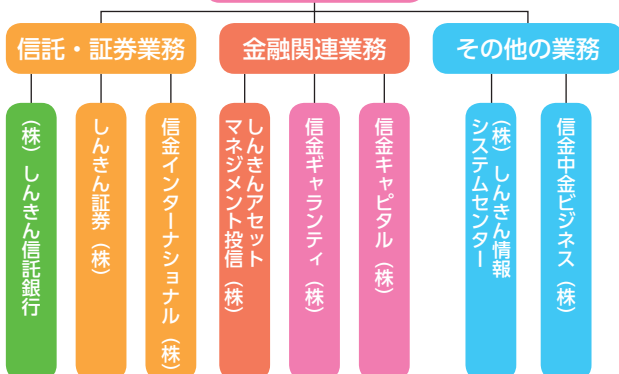 信託・証券業務
金融関連業務
その他の業務
(株)しんきん信託銀行
しんきん証券(株)
信金インターナショナル(株)
しんきんアセット
マネジメント投信(株)
信金ギャランティ(株)
信金キャピタル(株)
(株)しんきん情報
システムセンター
信金中金ビジネス(株)